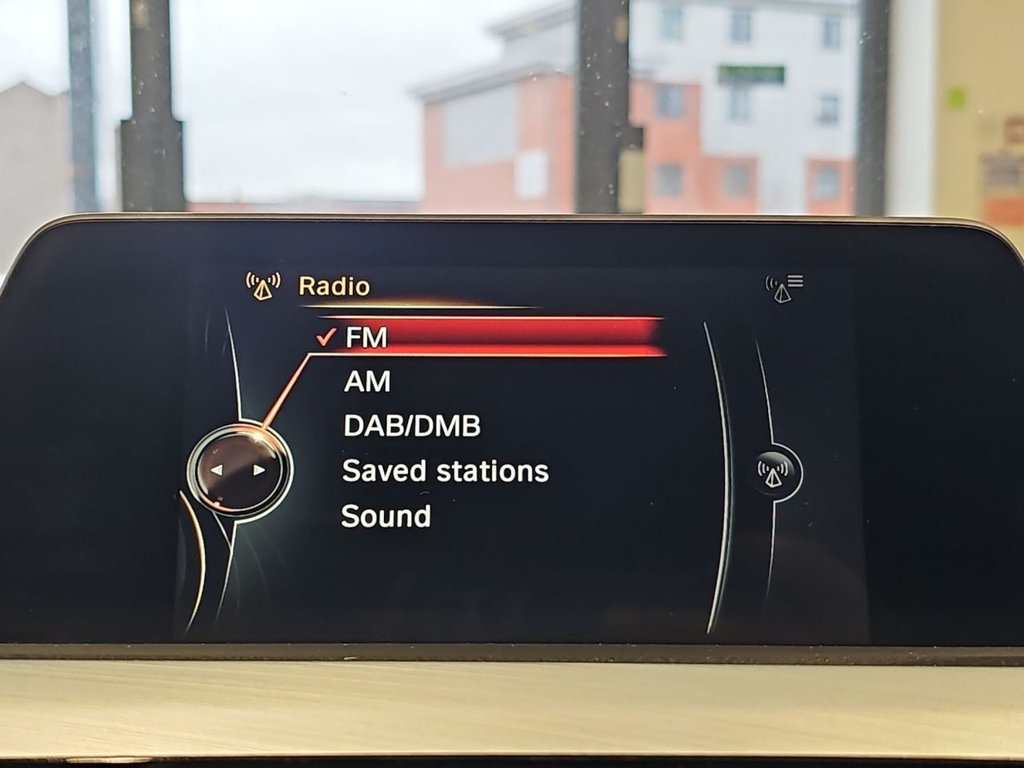 Radio
FM
AM
DAB/DMB
Saved stations
Sound